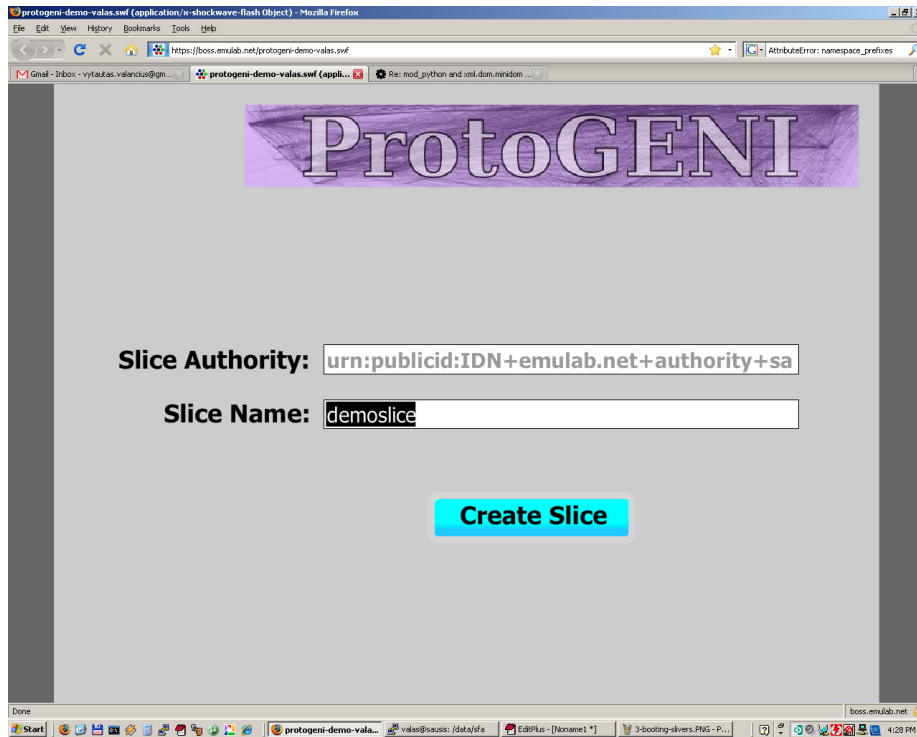 protogeni-demo-valas.swf (application/x-shockwave-flash Object) - Mozilla Firefox
File Edit View History Bookmarks Tools Help
https://boss.emulab.net/protogeni-demo-valas.swf
AttributeError: namespace_prefixes
Gmail - Inbox - vytautas.valancius@gm...
protogeni-demo-valas.swf (appli...
Re: mod_python and xml.dom.minidom ...
ProtoGENI
Slice Authority: urn:publicid:IDN+emulab.net+authority+sa
Slice Name: demoslice
Create Slice
Done
boss.emulab.net
Start
protogeni-demo-vala...
valas@sausis: /data/sfa
EditPlus - [Noname1 *]
3-booting-slivers.PNG - P...
4:28 PM